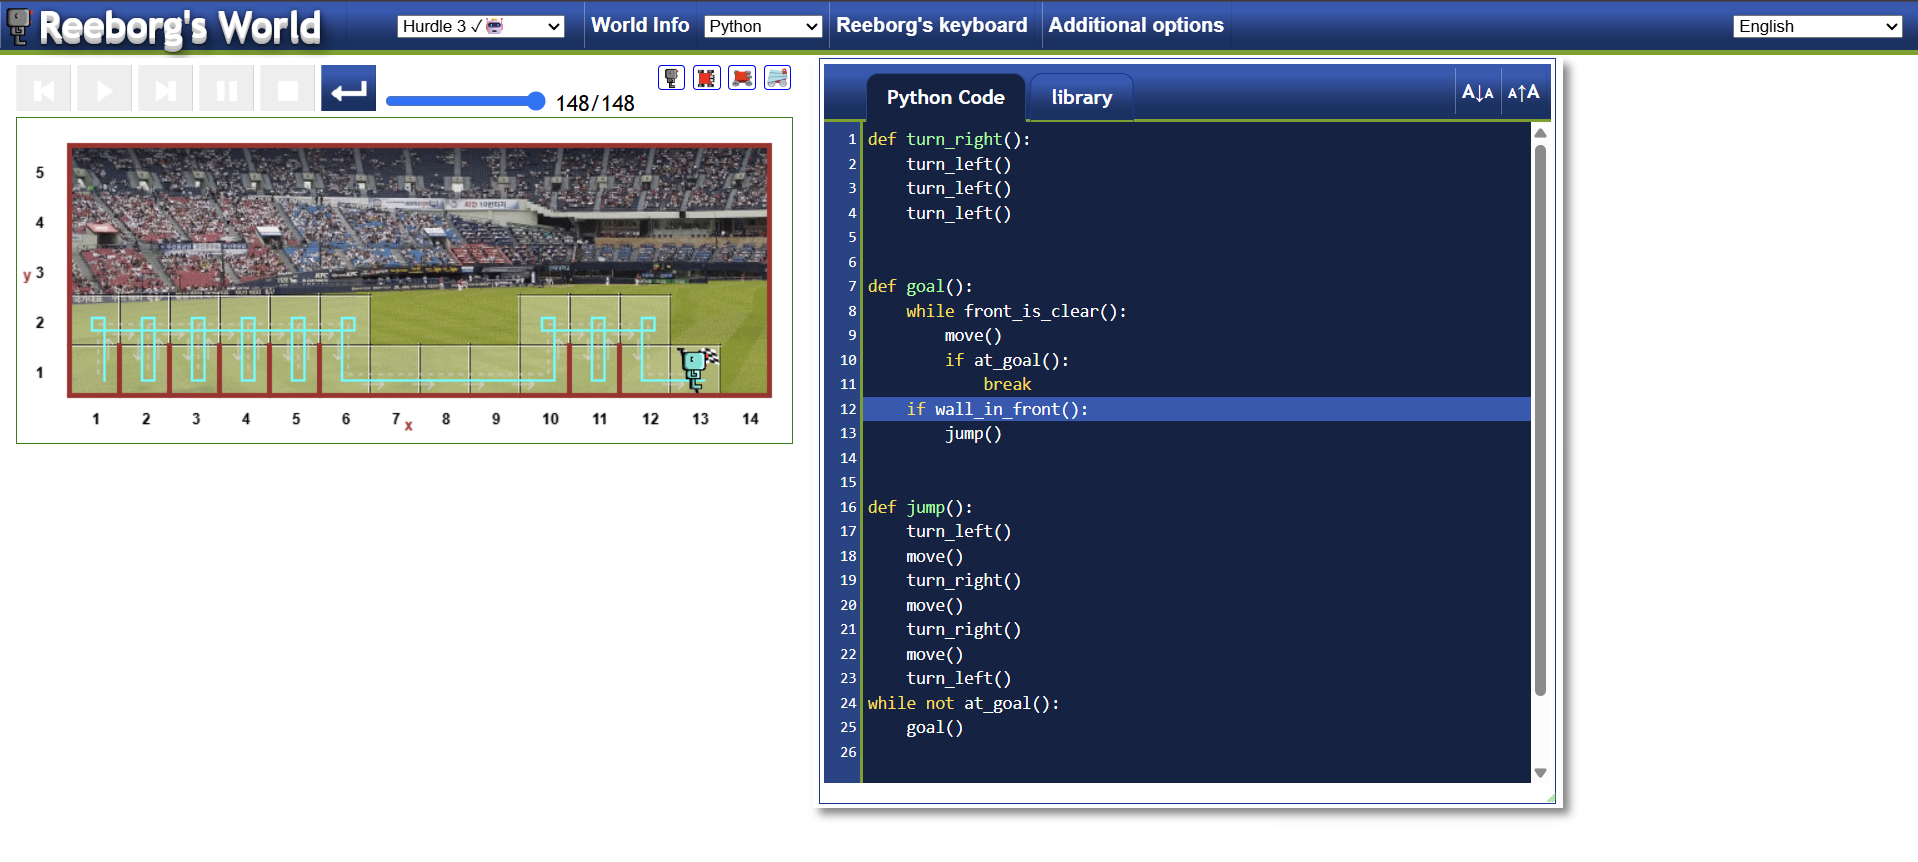 Reeborg's World
Hurdle 3 ✓🤖
World Info
Python
Reeborg's keyboard
Additional options
English
148/148
Python Code
library
A↓A
A↑A
5
4
y 3
2
1
1 2 3 4 5 6 7 x 8 9 10 11 12 13 14
1 def turn_right():
2     turn_left()
3     turn_left()
4     turn_left()
5
6
7 def goal():
8     while front_is_clear():
9         move()
10         if at_goal():
11             break
12     if wall_in_front():
13         jump()
14
15
16 def jump():
17     turn_left()
18     move()
19     turn_right()
20     move()
21     turn_right()
22     move()
23     turn_left()
24 while not at_goal():
25     goal()
26